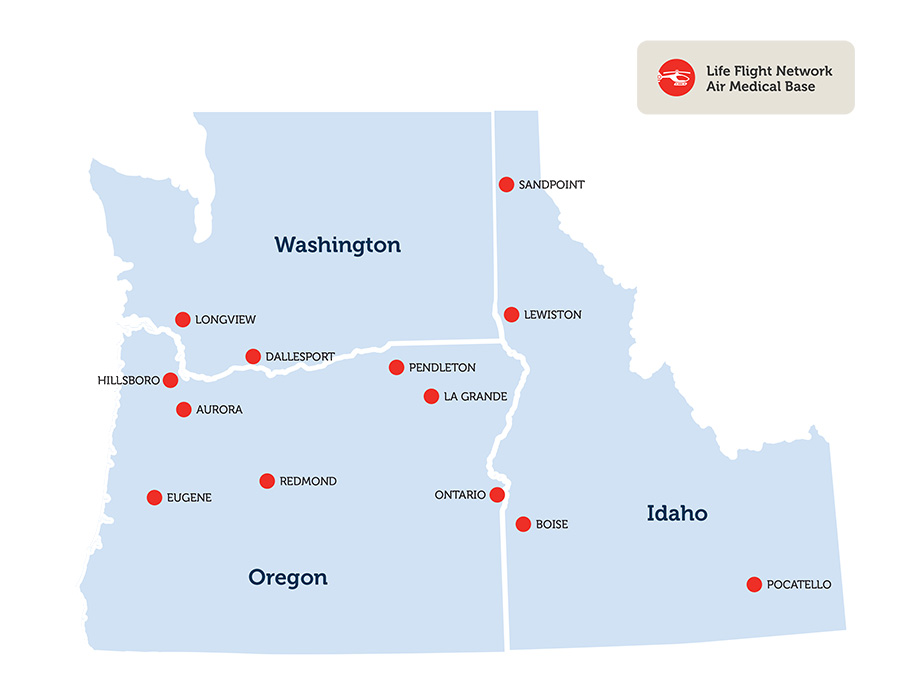 Life Flight Network
Air Medical Base
SANDPOINT
Washington
LONGVIEW
LEWISTON
DALLESPORT
PENDLETON
HILLSBORO
LA GRANDE
AURORA
REDMOND
ONTARIO
EUGENE
Idaho
BOISE
Oregon
POCATELLO